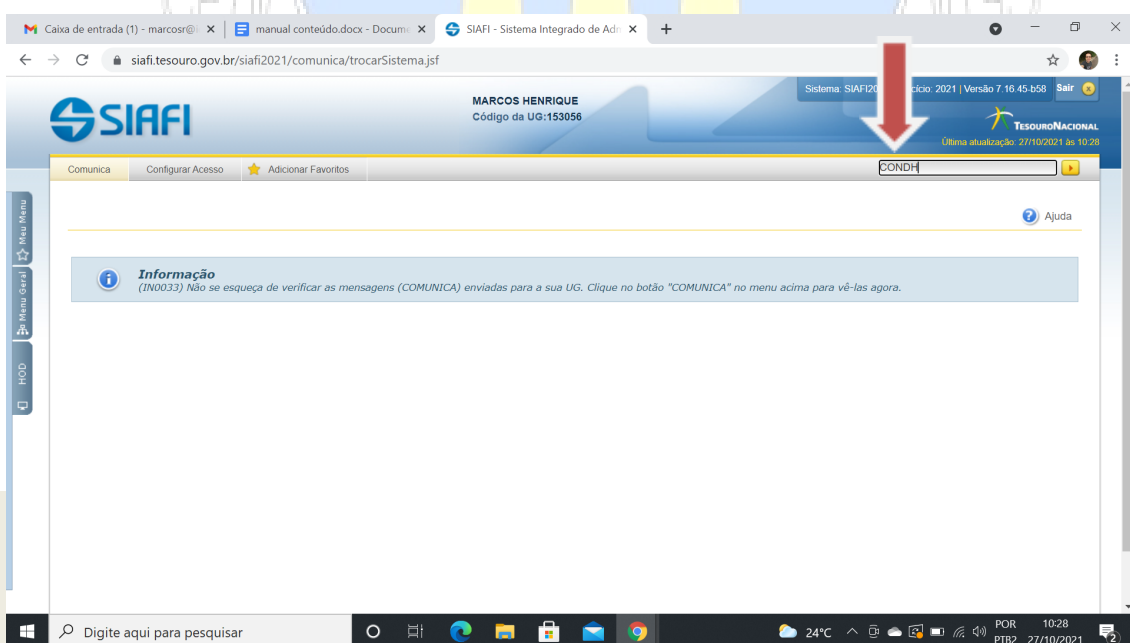 Caixa de entrada (1) - marcosr@
manual conteúdo.docx - Docume
SIAFI - Sistema Integrado de Adn
siafi.tesouro.gov.br/siafi2021/comunica/trocarSistema.jsf
SIAFI
MARCOS HENRIQUE
Código da UG:153056
Sistema: SIAFI20 cício: 2021 | Versão 7.16.45-b58 Sair
TESOURONACIONAL
Última atualização: 27/10/2021 às 10:28
Comunica Configurar Acesso Adicionar Favoritos CONDH
Meu Menu
Menu Geral
HOD
Ajuda
Informação
(IN0033) Não se esqueça de verificar as mensagens (COMUNICA) enviadas para a sua UG. Clique no botão "COMUNICA" no menu acima para vê-las agora.
Digite aqui para pesquisar
24°C
POR
PTB2
10:28
27/10/2021
2